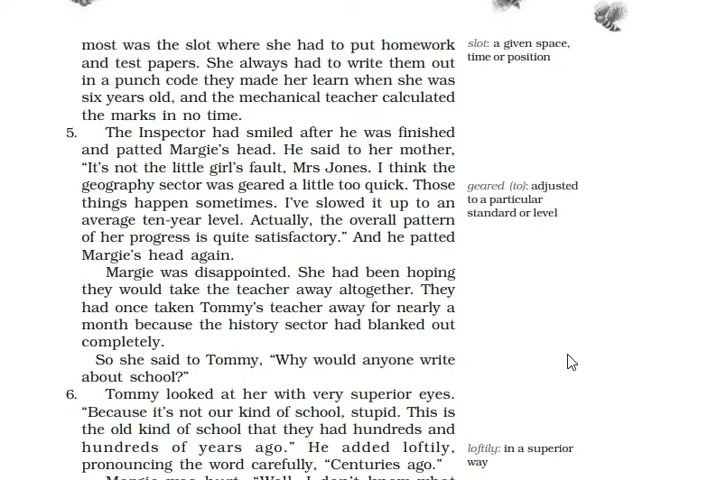 most was the slot where she had to put homework
and test papers. She always had to write them out
in a punch code they made her learn when she was
six years old, and the mechanical teacher calculated
the marks in no time.
slot: a given space,
time or position
5. The Inspector had smiled after he was finished
and patted Margie's head. He said to her mother,
“It's not the little girl's fault, Mrs Jones. I think the
geography sector was geared a little too quick. Those
things happen sometimes. I've slowed it up to an
average ten-year level. Actually, the overall pattern
of her progress is quite satisfactory.” And he patted
Margie's head again.
geared (to): adjusted
to a particular
standard or level
Margie was disappointed. She had been hoping
they would take the teacher away altogether. They
had once taken Tommy's teacher away for nearly a
month because the history sector had blanked out
completely.
So she said to Tommy, “Why would anyone write
about school?”
6. Tommy looked at her with very superior eyes.
“Because it's not our kind of school, stupid. This is
the old kind of school that they had hundreds and
hundreds of years ago.” He added loftily,
pronouncing the word carefully, “Centuries ago.”
loftily: in a superior
way
Margie was hurt. “Well, I don't know what